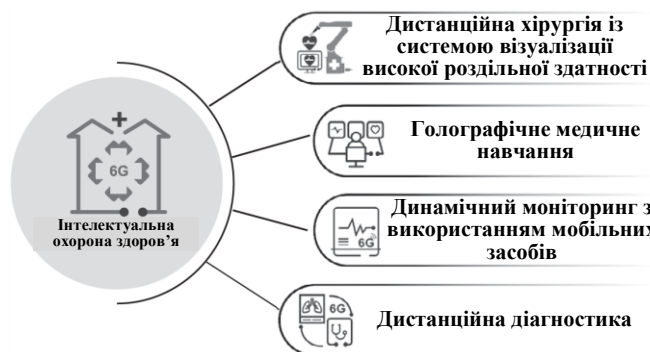 Дистанційна хірургія із
системою візуалізації
високої роздільної здатності
6G
Інтелектуальна
охорона здоров’я
Голографічне медичне
навчання
6G
Динамічний моніторинг з
використанням мобільних
засобів
6G
Дистанційна діагностика